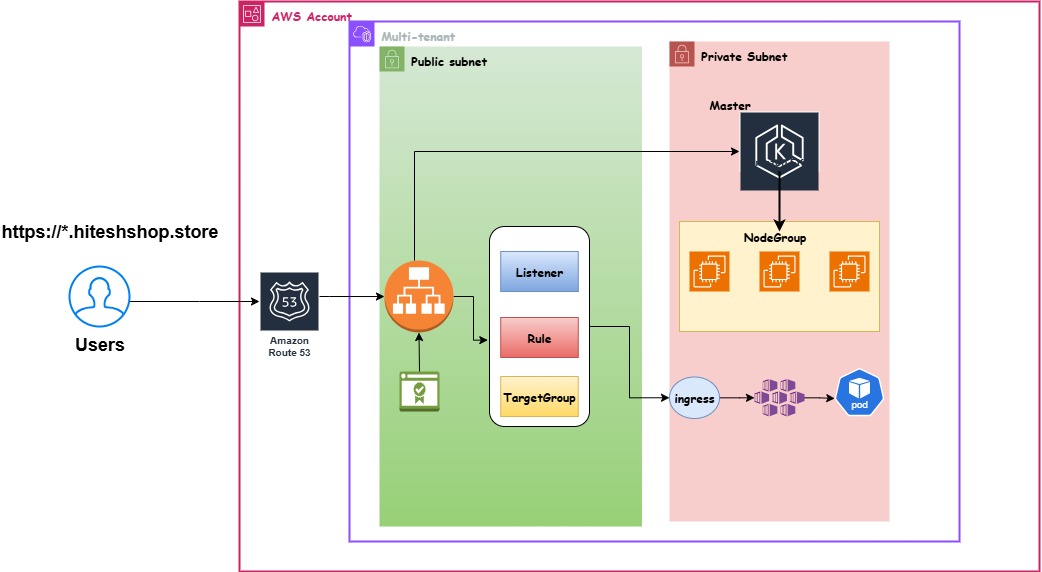 AWS Account
Multi-tenant
Public subnet
Private Subnet
Master
K
https://*.hiteshshop.store
NodeGroup
Listener
53
Users
Amazon
Route 53
Rule
TargetGroup
ingress
pod